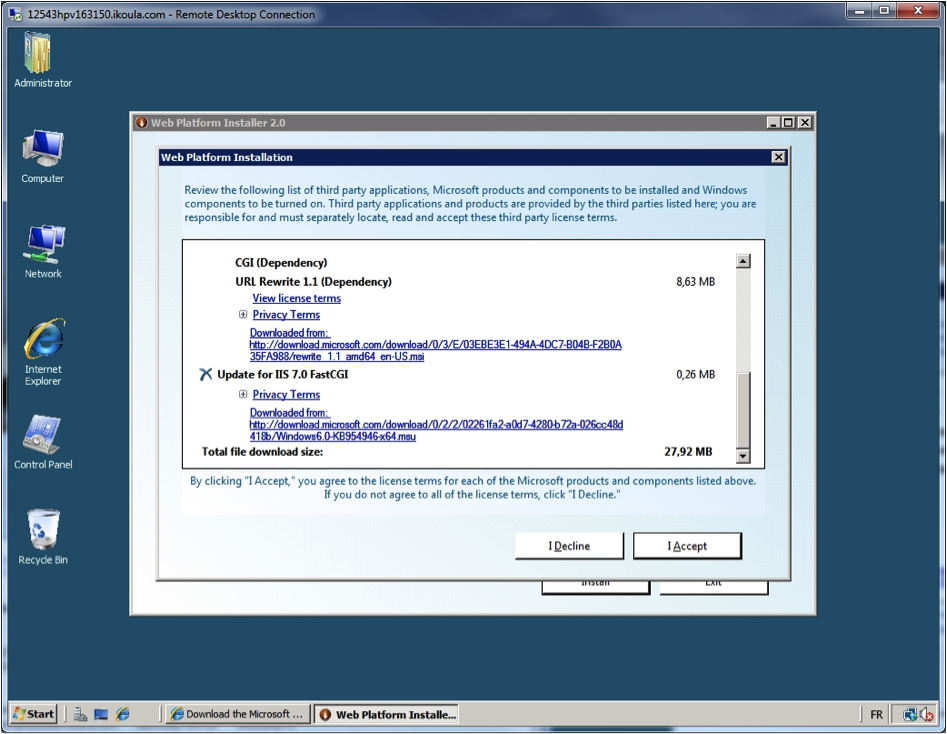 12543hpv163150.ikoula.com - Remote Desktop Connection
Administrator
Computer
Network
Internet
Explorer
Control Panel
Recycle Bin
Web Platform Installer 2.0
Web Platform Installation
Review the following list of third party applications, Microsoft products and components to be installed and Windows
components to be turned on. Third party applications and products are provided by the third parties listed here; you are
responsible for and must separately locate, read and accept these third party license terms.
CGI (Dependency)
URL Rewrite 1.1 (Dependency) 8,63 MB
View license terms
Privacy Terms
Downloaded from:
http://download.microsoft.com/download/0/3/E/03EBE3E1-494A-4DC7-B04B-F2B0A
35FA988/rewrite_1.1_amd64_en-US.msi
Update for IIS 7.0 FastCGI 0,26 MB
Privacy Terms
Downloaded from:
http://download.microsoft.com/download/0/2/2/02261fa2-a0d7-4280-b72a-026cc48d
418b/Windows6.0-KB954946-x64.msu
Total file download size: 27,92 MB
By clicking "I Accept," you agree to the license terms for each of the Microsoft products and components listed above.
If you do not agree to all of the license terms, click "I Decline."
I Decline I Accept
Install Exit
Start Download the Microsoft ... Web Platform Installe... FR